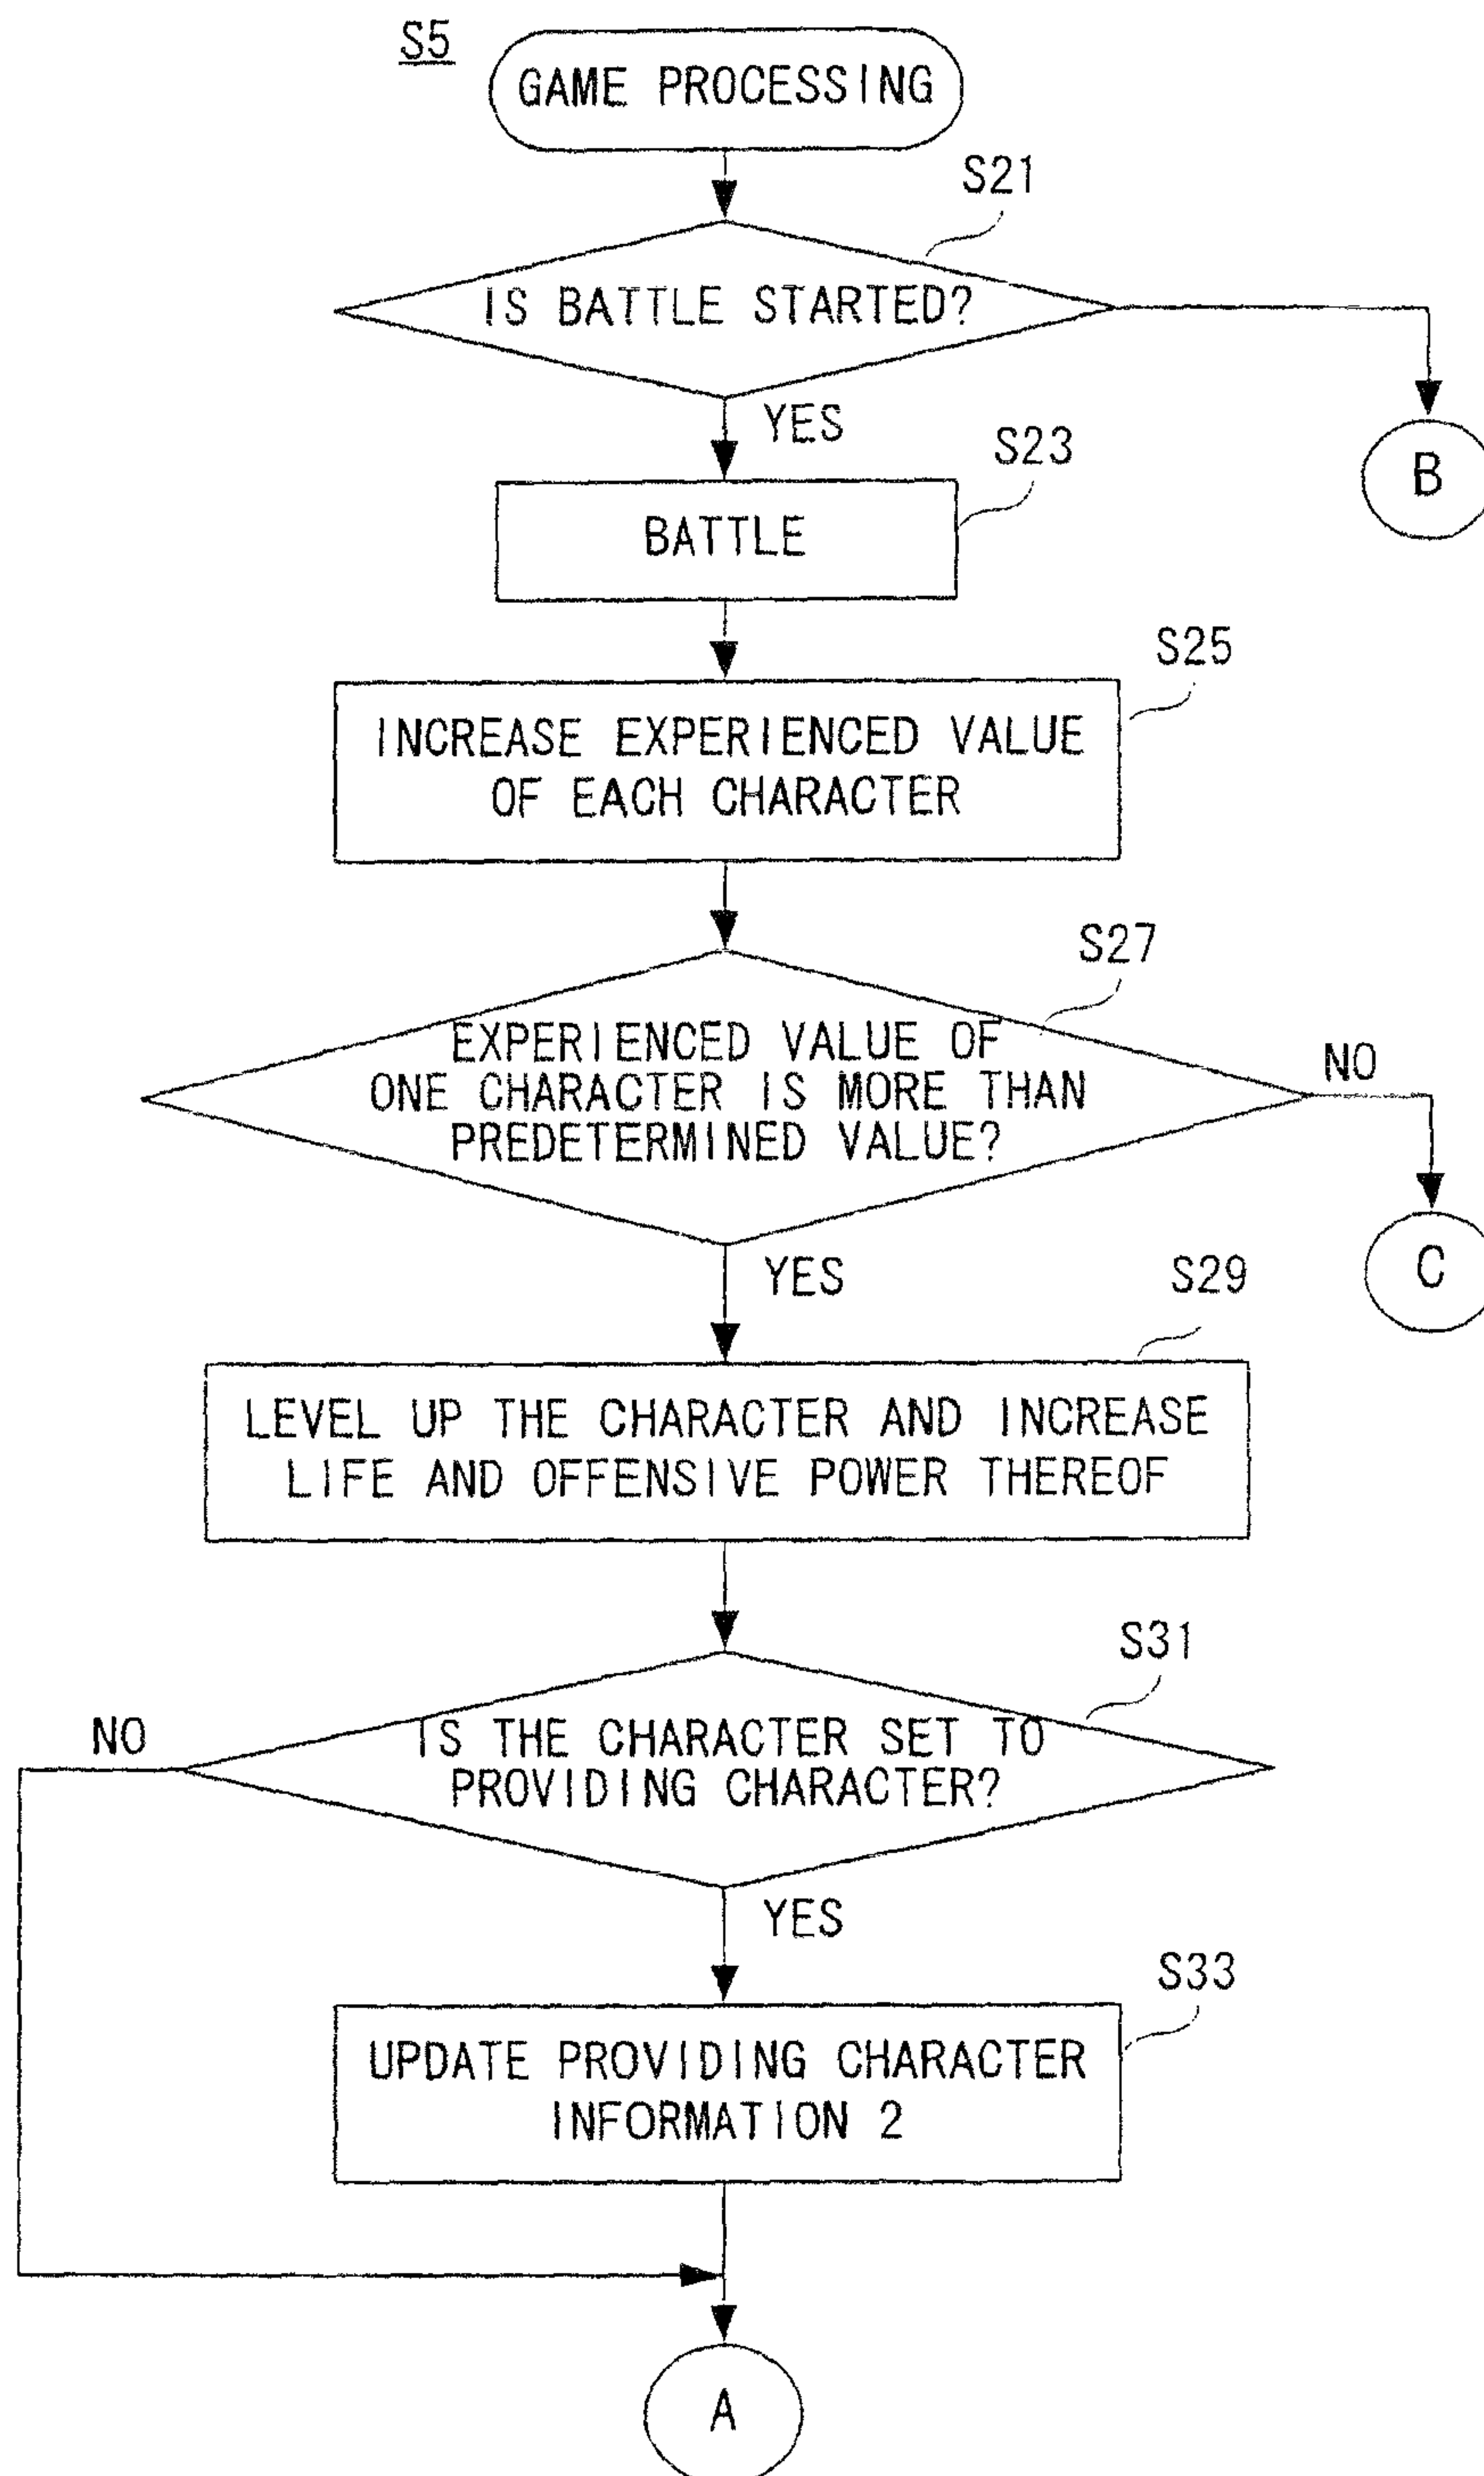 S5
GAME PROCESSING
S21
IS BATTLE STARTED?
YES
B
S23
BATTLE
S25
INCREASE EXPERIENCED VALUE
OF EACH CHARACTER
S27
EXPERIENCED VALUE OF
ONE CHARACTER IS MORE THAN
PREDETERMINED VALUE?
NO
YES
C
S29
LEVEL UP THE CHARACTER AND INCREASE
LIFE AND OFFENSIVE POWER THEREOF
S31
NO
IS THE CHARACTER SET TO
PROVIDING CHARACTER?
YES
S33
UPDATE PROVIDING CHARACTER
INFORMATION 2
A